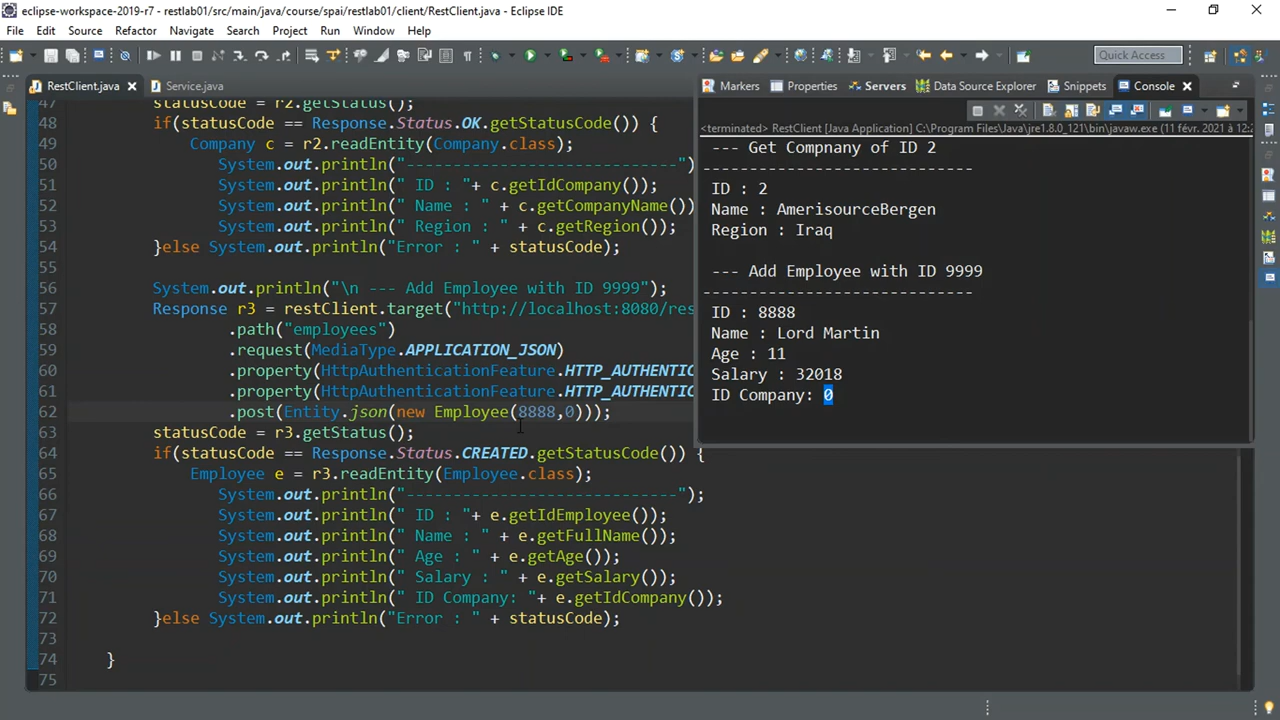 eclipse-workspace-2019-r7 - restlab01/src/main/java/course/spai/restlab01/client/RestClient.java - Eclipse IDE
File Edit Source Refactor Navigate Search Project Run Window Help
Quick Access
RestClient.java Service.java
47 statusCode = r2.getStatus();
48 if(statusCode == Response.Status.OK.getStatusCode()) {
49 Company c = r2.readEntity(Company.class);
50 System.out.println("-----------------------------")
51 System.out.println(" ID : "+ c.getIdCompany());
52 System.out.println(" Name : " + c.getCompanyName())
53 System.out.println(" Region : " + c.getRegion());
54 }else System.out.println("Error : " + statusCode);
55
56 System.out.println("\n --- Add Employee with ID 9999");
57 Response r3 = restClient.target("http://localhost:8080/res
58 .path("employees")
59 .request(MediaType.APPLICATION_JSON)
60 .property(HttpAuthenticationFeature.HTTP_AUTHENTIC
61 .property(HttpAuthenticationFeature.HTTP_AUTHENTIC
62 .post(Entity.json(new Employee(8888,0)));
63 statusCode = r3.getStatus();
64 if(statusCode == Response.Status.CREATED.getStatusCode()) {
65 Employee e = r3.readEntity(Employee.class);
66 System.out.println("-----------------------------");
67 System.out.println(" ID : "+ e.getIdEmployee());
68 System.out.println(" Name : " + e.getFullName());
69 System.out.println(" Age : " + e.getAge());
70 System.out.println(" Salary : " + e.getSalary());
71 System.out.println(" ID Company: "+ e.getIdCompany());
72 }else System.out.println("Error : " + statusCode);
73
74 }
75
Markers Properties Servers Data Source Explorer Snippets Console
<terminated> RestClient [Java Application] C:\Program Files\Java\jre1.8.0_121\bin\javaw.exe (11 févr. 2021 à 12:2
--- Get Compnany of ID 2
-----------------------------
ID : 2
Name : AmerisourceBergen
Region : Iraq
--- Add Employee with ID 9999
-----------------------------
ID : 8888
Name : Lord Martin
Age : 11
Salary : 32018
ID Company: 0